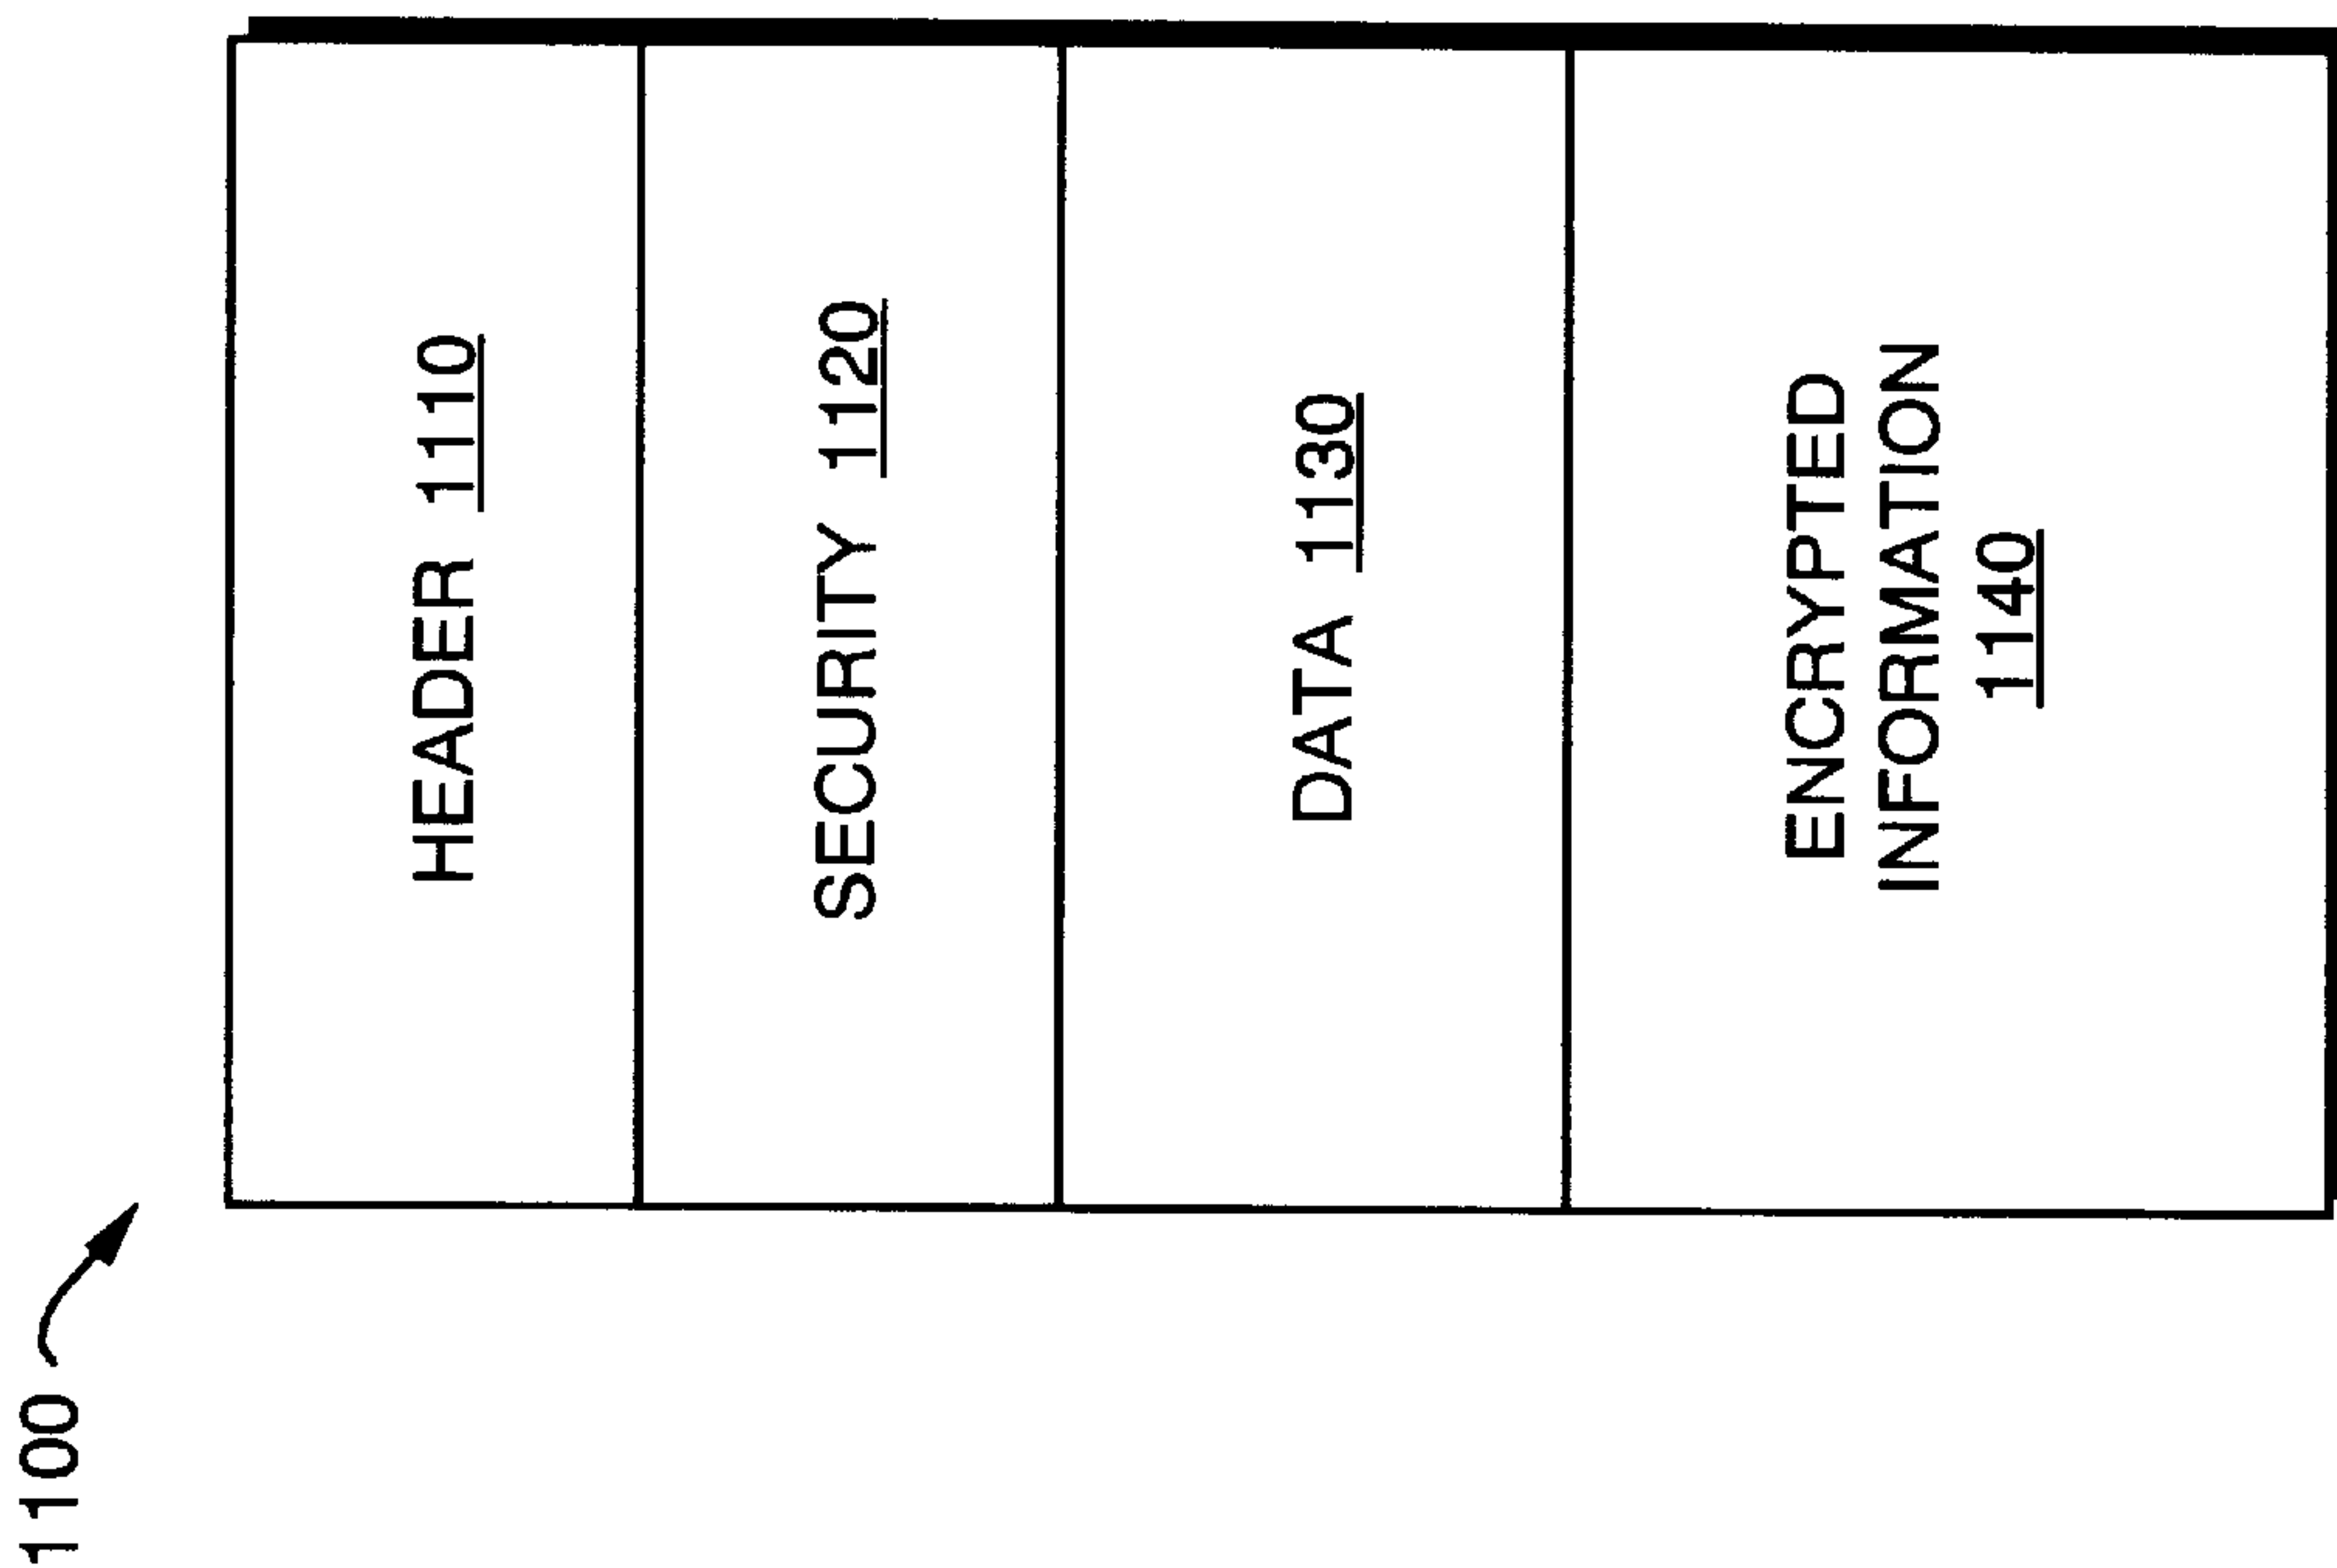 1100
HEADER 1110
SECURITY 1120
DATA 1130
ENCRYPTED
INFORMATION
1140